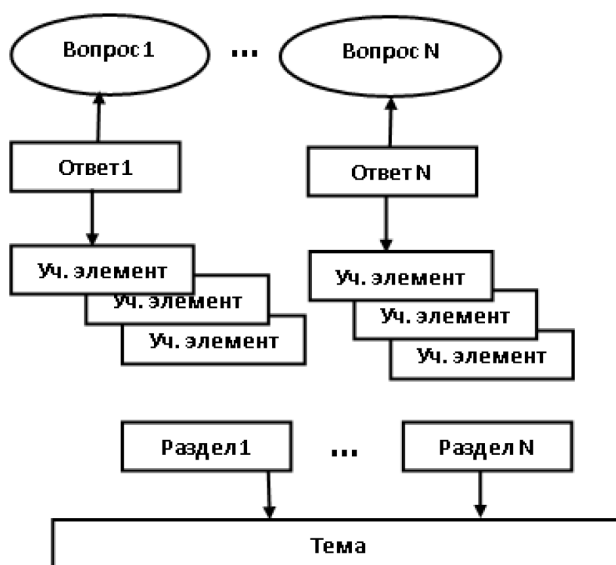 Вопрос 1 ... Вопрос N
Ответ 1 Ответ N
Уч. элемент Уч. элемент
Уч. элемент Уч. элемент
Уч. элемент Уч. элемент
Раздел 1 ... Раздел N
Тема